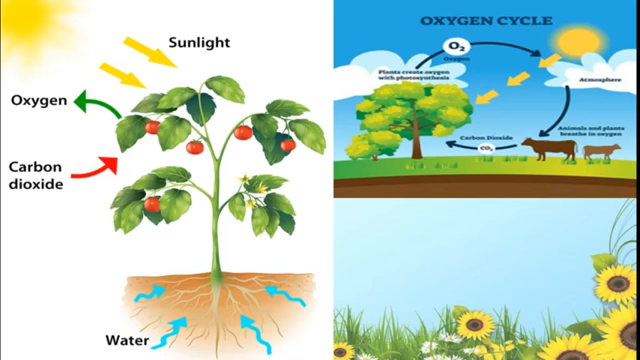 Sunlight
Oxygen
Carbon
dioxide
Water
OXYGEN CYCLE
O₂
Oxygen
Plants create oxygen
with photosynthesis
Atmosphere
Animals and plants
breathe in oxygen
Carbon Dioxide
CO₂